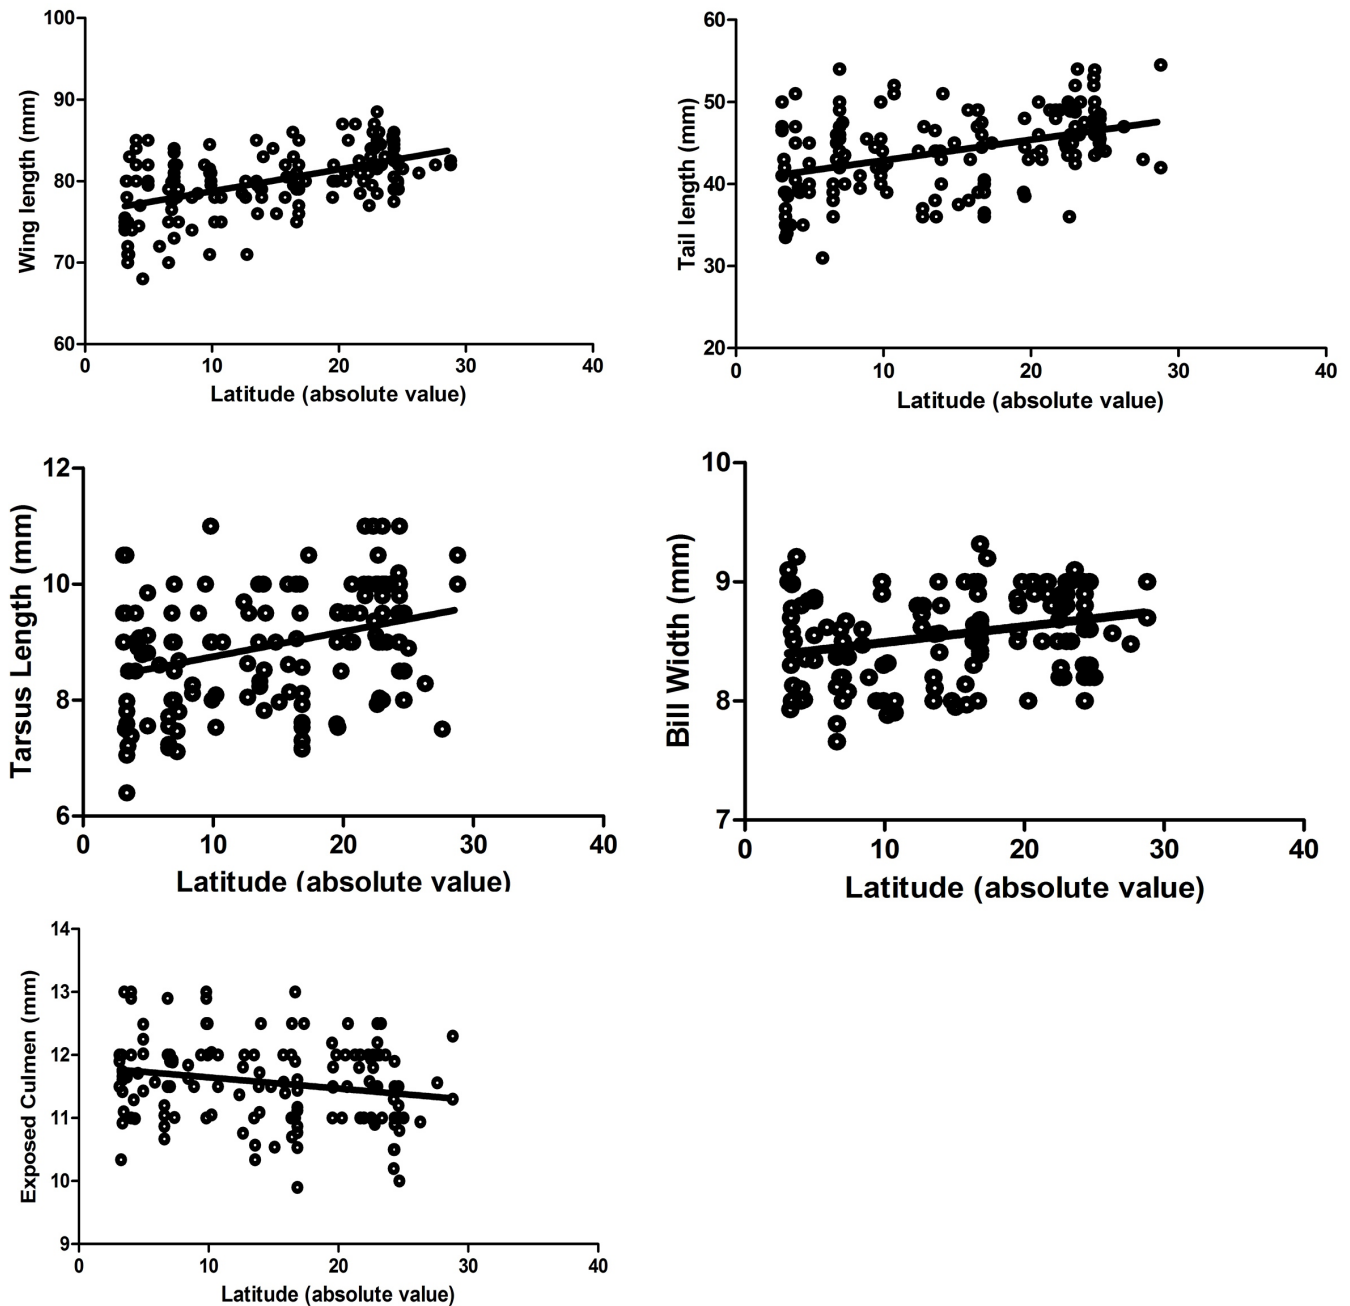 100
90
80
70
60
Wing length (mm)
0 10 20 30 40
Latitude (absolute value)
60
50
40
30
20
Tail length (mm)
0 10 20 30 40
Latitude (absolute value)
12
10
8
6
Tarsus Length (mm)
0 10 20 30 40
Latitude (absolute value)
10
9
8
7
Bill Width (mm)
0 10 20 30 40
Latitude (absolute value)
14
13
12
11
10
9
Exposed Culmen (mm)
0 10 20 30 40
Latitude (absolute value)